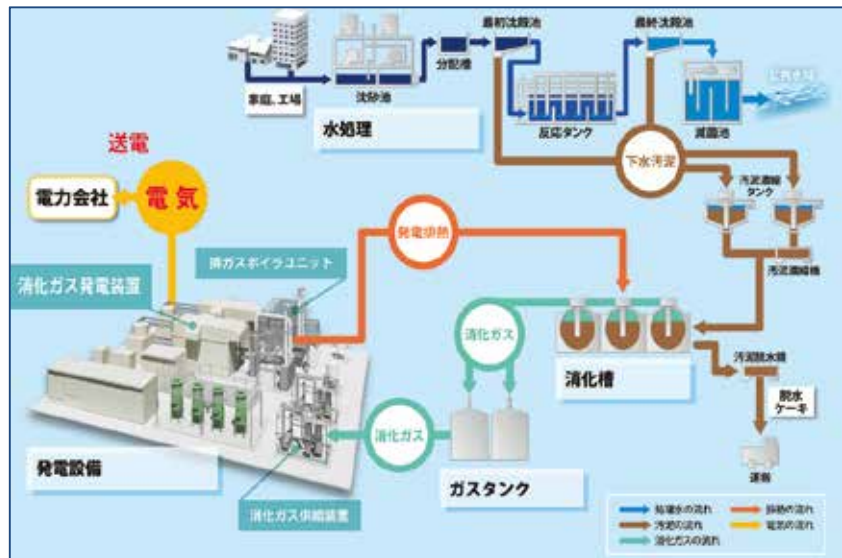 最初沈殿池
最終沈殿池
分配槽
家庭、工場
沈砂池
水処理
反応タンク
滅菌池
下水汚泥
送電
電力会社
電気
汚泥濃縮
タンク
汚泥濃縮機
発電排熱
排ガスボイラユニット
消化ガス発電装置
消化ガス
消化槽
汚泥脱水機
脱水
ケーキ
運搬
消化ガス
ガスタンク
発電設備
消化ガス供給装置
処理水の流れ
排熱の流れ
汚泥の流れ
電気の流れ
消化ガスの流れ